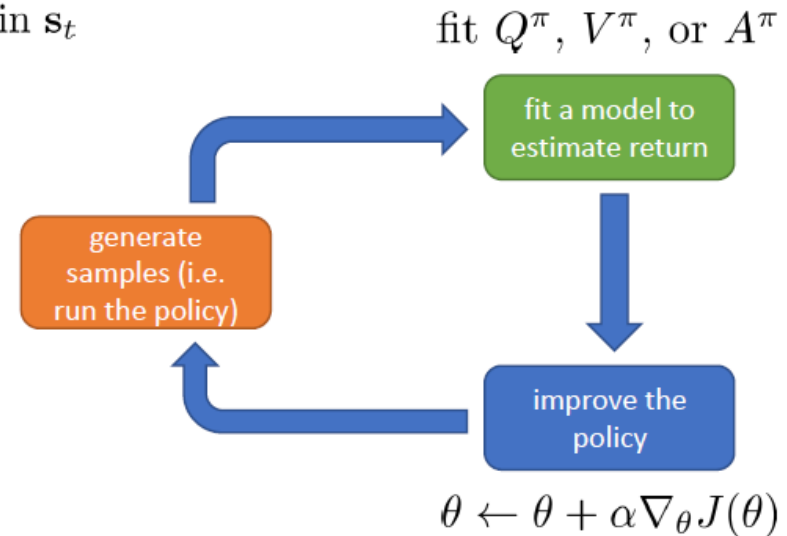 in s_t
fit Q^π, V^π, or A^π
fit a model to
estimate return
generate
samples (i.e.
run the policy)
improve the
policy
θ ← θ + α∇_θ J(θ)